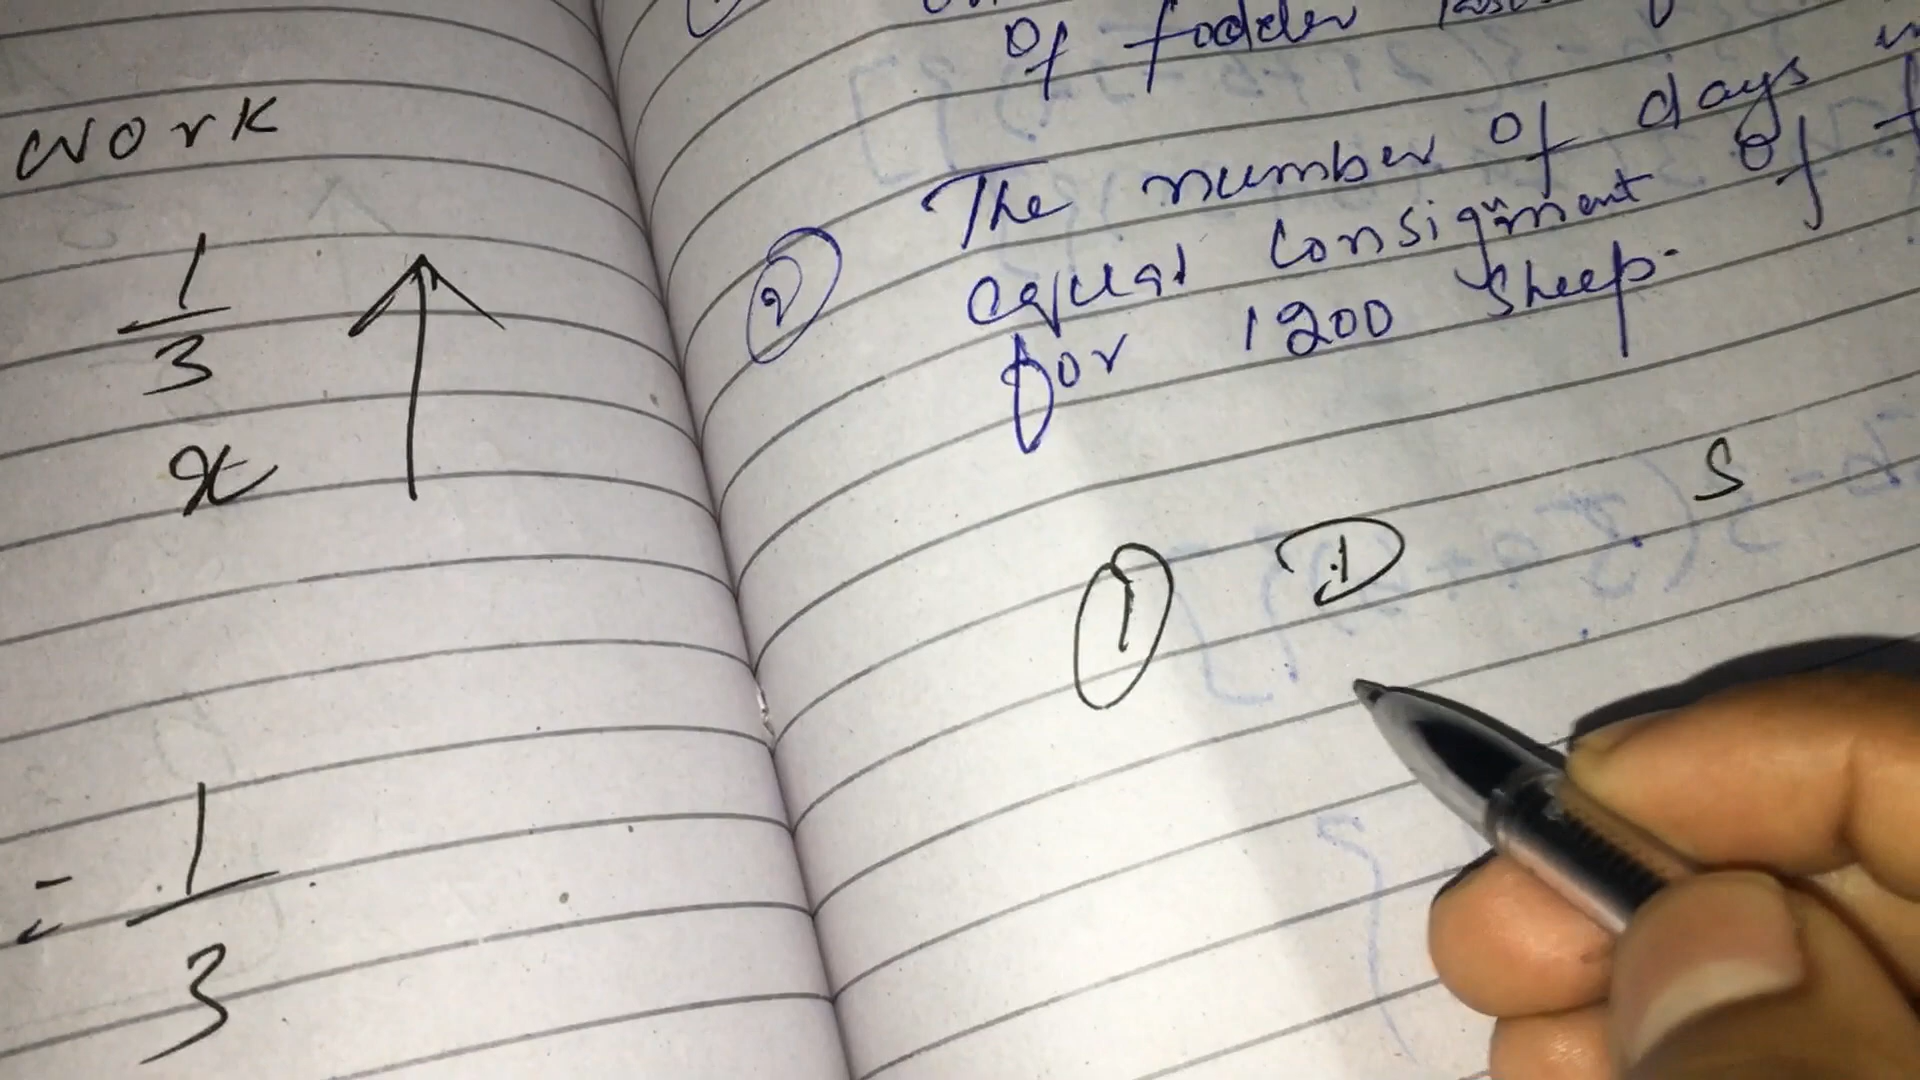 work
1
3
x
= 1
3
Of fodder
The number of days
② equal consignment of
for 1200 sheep.
S
① D